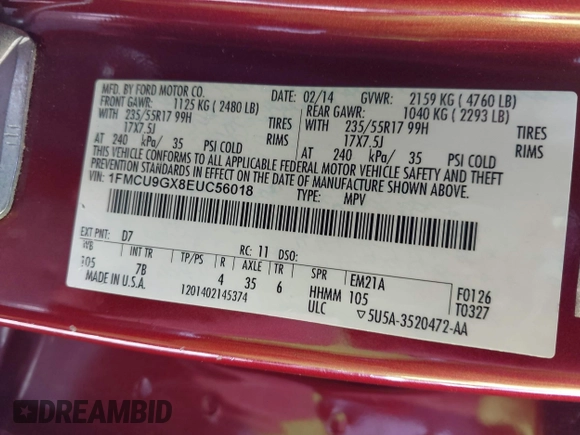 MFD. BY FORD MOTOR CO.
DATE: 02/14 GVWR: 2159 KG ( 4760 LB)
FRONT GAWR: 1125 KG ( 2480 LB) REAR GAWR: 1040 KG ( 2293 LB)
WITH 235/55R17 99H TIRES WITH 235/55R17 99H TIRES
17X7.5J RIMS 17X7.5J RIMS
AT 240 kPa/ 35 PSI COLD AT 240 kPa/ 35 PSI COLD
THIS VEHICLE CONFORMS TO ALL APPLICABLE FEDERAL MOTOR VEHICLE SAFETY AND THEFT
PREVENTION STANDARDS IN EFFECT ON THE DATE OF MANUFACTURE SHOWN ABOVE.
VIN: 1FMCU9GX8EUC56018
TYPE: MPV
EXT PNT: D7 RC: 11 DSO:
WB INT TR TP/PS R AXLE TR SPR EM21A F0126
105 7B 4 35 6 HHMM 105 T0327
MADE IN U.S.A. 1201402145374 ULC ▽5U5A-3520472-AA
DREAMBID